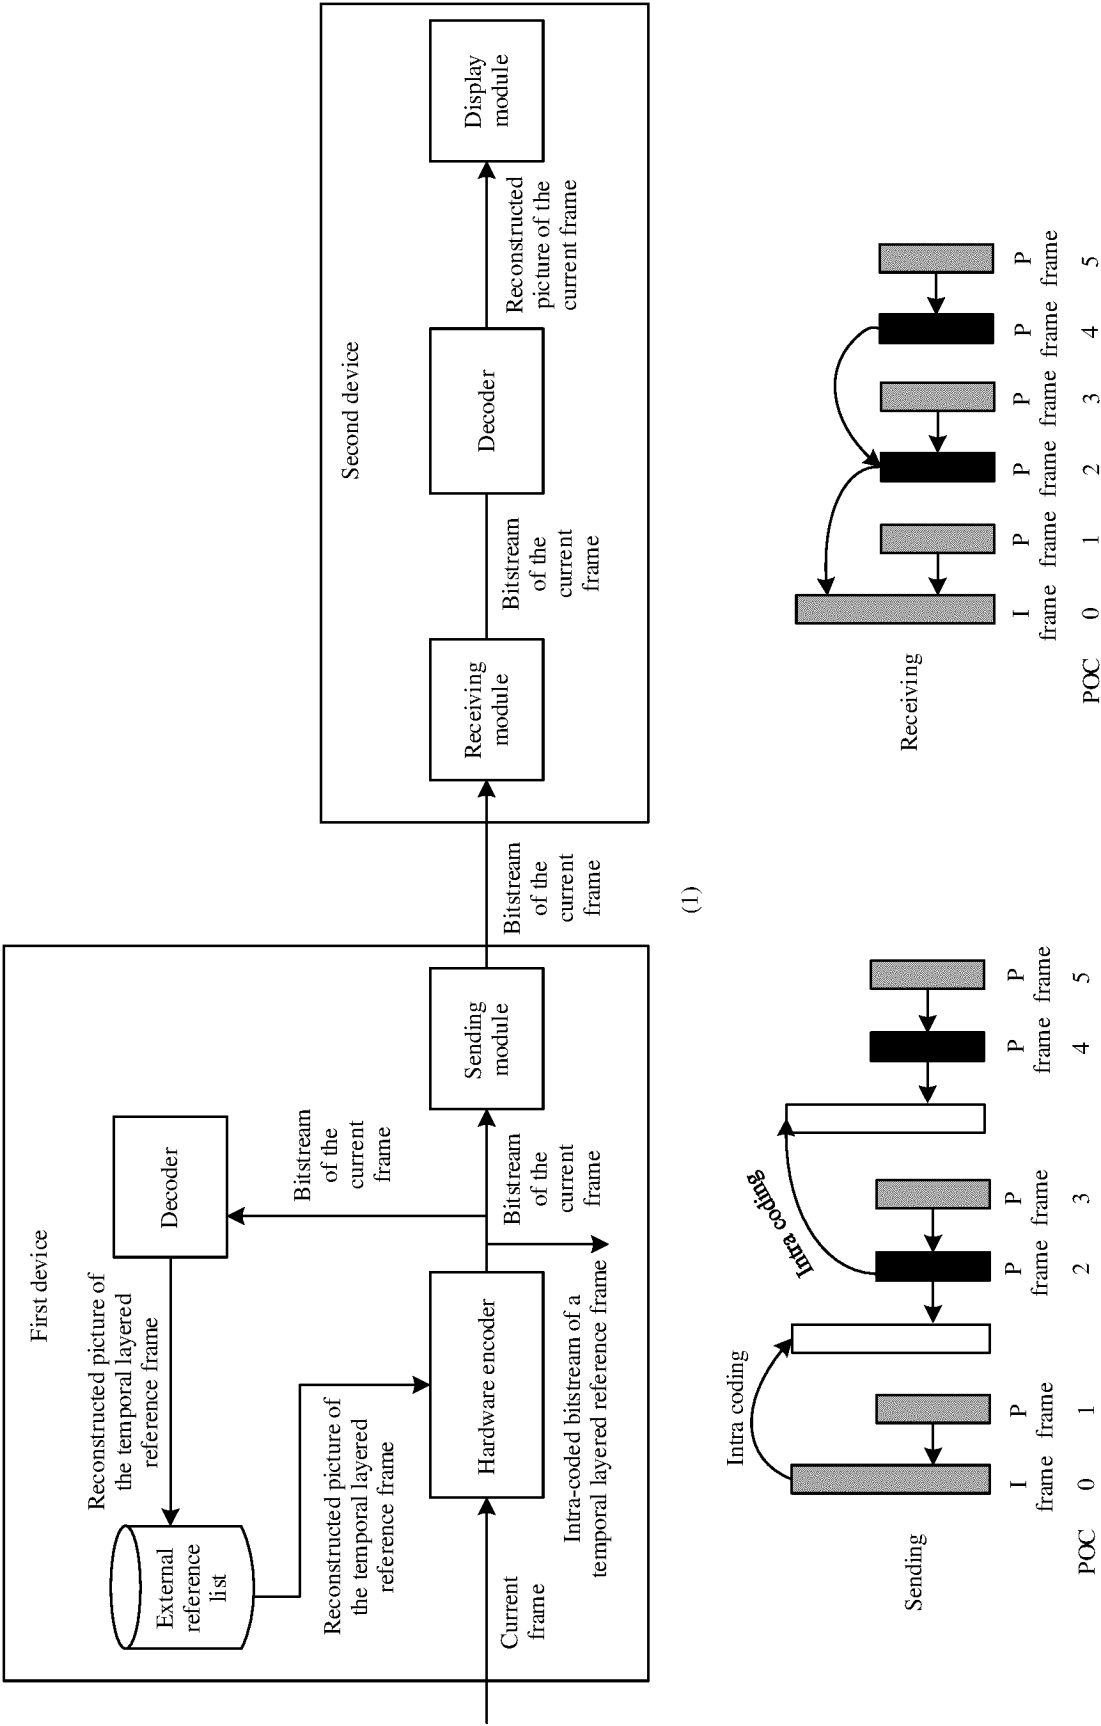 First device
External
reference
list
Reconstructed picture of
the temporal layered
reference frame
Decoder
Bitstream
of the
current
frame
Reconstructed picture of
the temporal layered
reference frame
Current
frame
Hardware encoder
Intra-coded bitstream of a
temporal layered reference frame
Bitstream
of the
current
frame
Sending
module
Bitstream
of the
current
frame
Second device
Receiving
module
Bitstream
of the
current
frame
Decoder
Reconstructed
picture of the
current frame
Display
module
(1)
Sending
Intra coding
Intra coding
I
frame
P
frame
P
frame
P
frame
P
frame
P
frame
POC 0 1 2 3 4 5
Receiving
I
frame
P
frame
P
frame
P
frame
P
frame
P
frame
POC 0 1 2 3 4 5